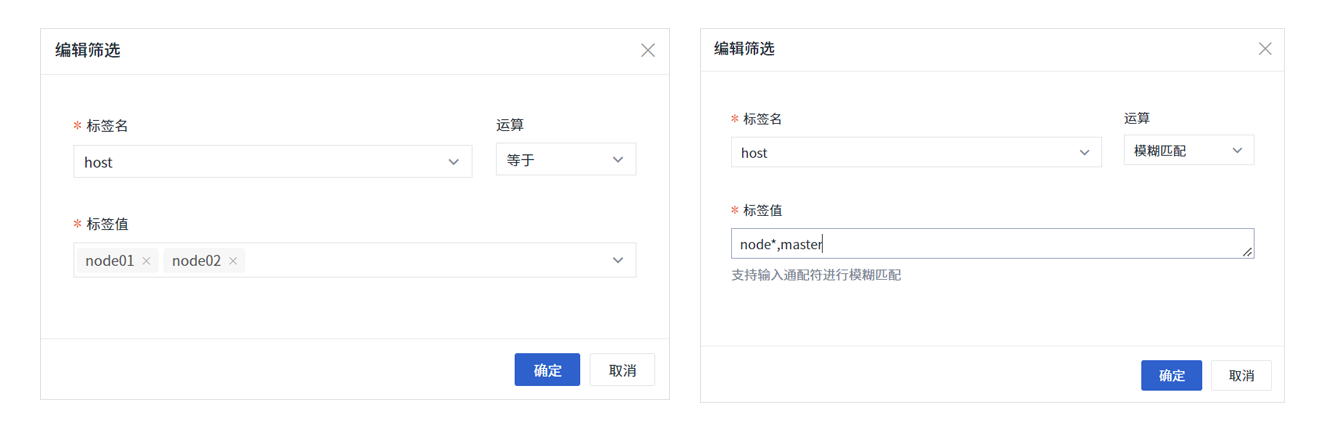 编辑筛选
* 标签名
运算
host
等于
* 标签值
node01 × node02 ×
确定
取消
编辑筛选
* 标签名
运算
host
模糊匹配
* 标签值
node*,master
支持输入通配符进行模糊匹配
确定
取消